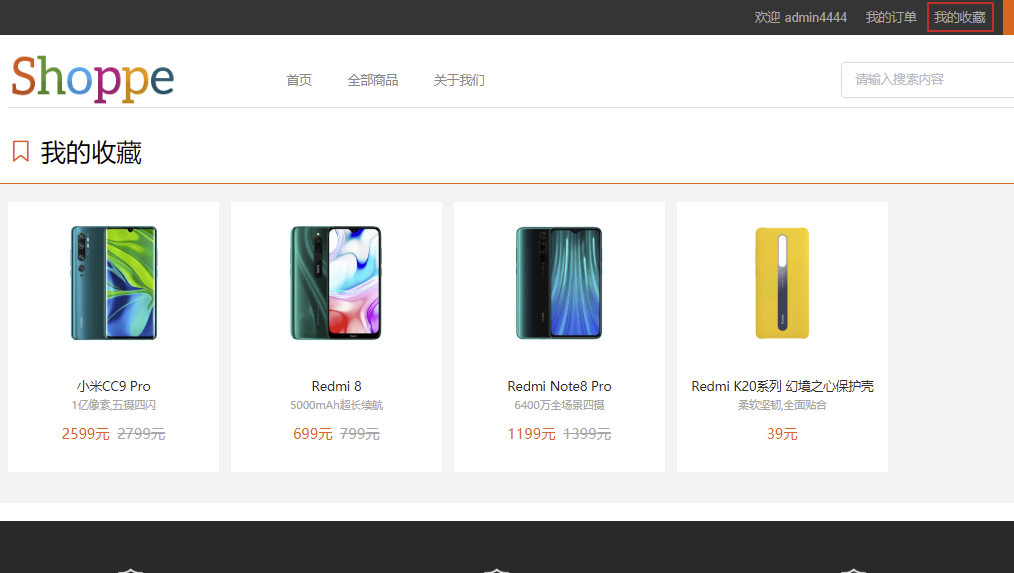 欢迎 admin4444 我的订单 我的收藏
Shoppe 首页 全部商品 关于我们 请输入搜索内容
我的收藏
小米CC9 Pro
1亿像素,五摄四闪
2599元 2799元
Redmi 8
5000mAh超长续航
699元 799元
Redmi Note8 Pro
6400万全场景四摄
1199元 1399元
Redmi K20系列 幻境之心保护壳
柔软坚韧,全面贴合
39元